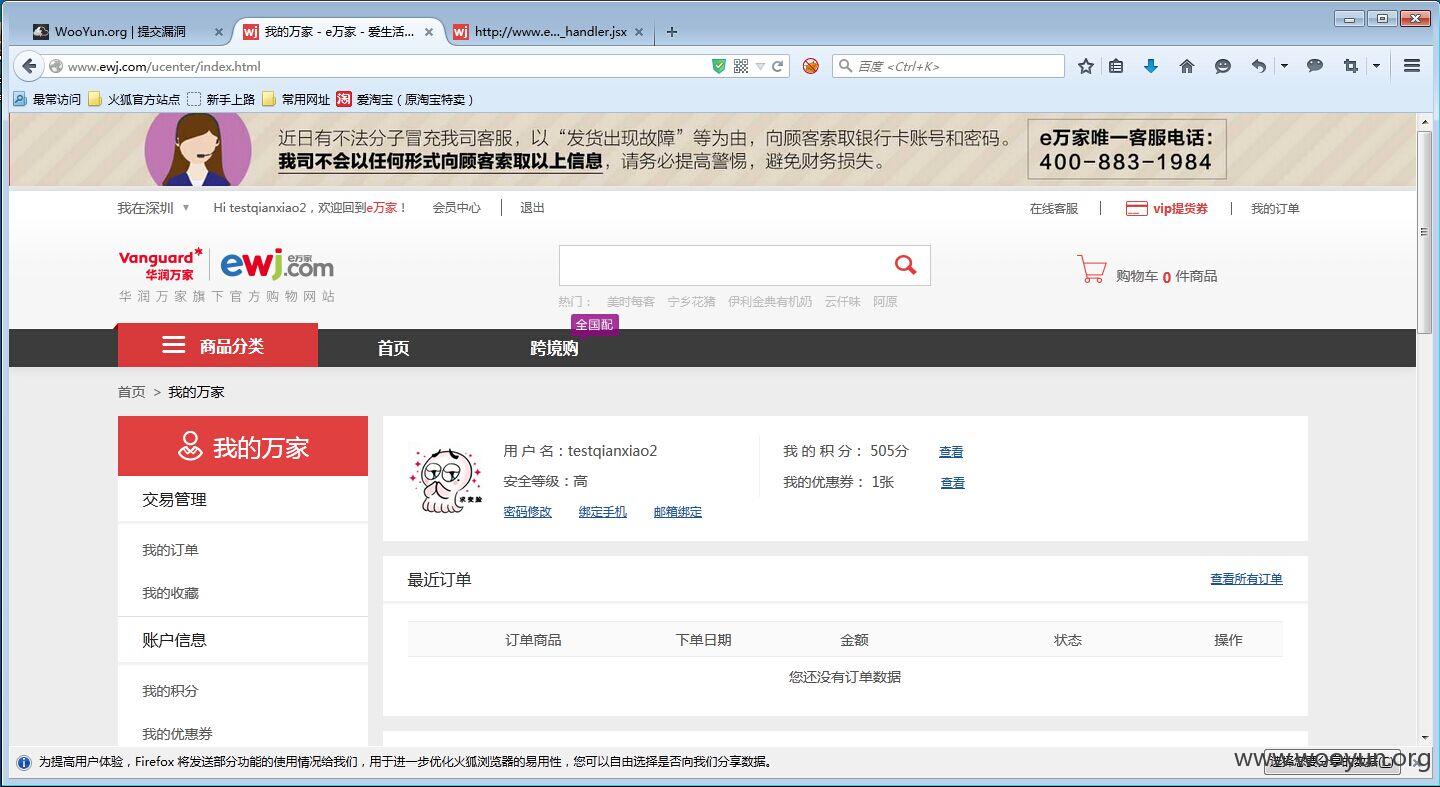 WooYun.org | 提交漏洞
我的万家 - e万家 - 爱生活...
http://www.e..._handler.jsx
www.ewj.com/ucenter/index.html
百度 <Ctrl+K>
最常访问 火狐官方站点 新手上路 常用网址 淘 爱淘宝（原淘宝特卖）
近日有不法分子冒充我司客服，以“发货出现故障”等为由，向顾客索取银行卡账号和密码。
我司不会以任何形式向顾客索取以上信息，请务必提高警惕，避免财务损失。
e万家唯一客服电话：
400-883-1984
我在深圳 Hi testqianxiao2，欢迎回到e万家！ 会员中心 | 退出
在线客服 | vip提货券 | 我的订单
Vanguard 华润万家 ewj.com e万家
华润万家旗下官方购物网站
购物车 0 件商品
热门： 美时每客 宁乡花猪 伊利金典有机奶 云仟味 阿原
全国配
商品分类 首页 跨境购
首页 > 我的万家
我的万家
交易管理
我的订单
我的收藏
账户信息
我的积分
我的优惠券
求变脸
用 户 名：testqianxiao2
安全等级：高
密码修改 绑定手机 邮箱绑定
我 的 积 分： 505分 查看
我的优惠券： 1张 查看
最近订单 查看所有订单
订单商品 下单日期 金额 状态 操作
您还没有订单数据
为提高用户体验，Firefox 将发送部分功能的使用情况给我们，用于进一步优化火狐浏览器的易用性，您可以自由选择是否向我们分享数据。
www.wooyun.org